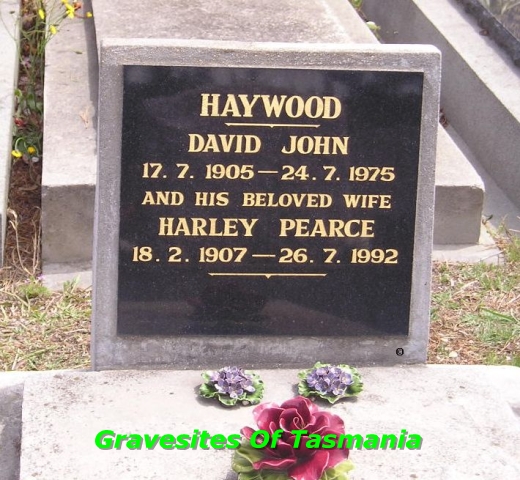 HAYWOOD
DAVID JOHN
17. 7. 1905 — 24. 7. 1975
AND HIS BELOVED WIFE
HARLEY PEARCE
18. 2. 1907 — 26. 7. 1992
Gravesites Of Tasmania